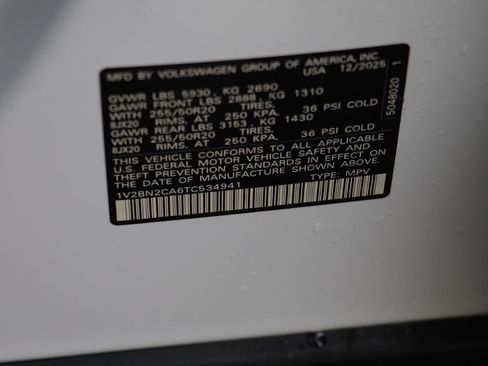 MFD BY VOLKSWAGEN GROUP OF AMERICA, INC.
USA 12/2025
GVWR LBS 5930, KG 2690
GAWR FRONT LBS 2888, KG 1310
WITH 255/50R20 TIRES,
8JX20 RIMS, AT 250 KPA, 36 PSI COLD
GAWR REAR LBS 3153, KG 1430
WITH 255/50R20 TIRES,
8JX20 RIMS, AT 250 KPA, 36 PSI COLD
THIS VEHICLE CONFORMS TO ALL APPLICABLE
U.S. FEDERAL MOTOR VEHICLE SAFETY
STANDARDS IN EFFECT ON THE
DATE OF MANUFACTURE SHOWN ABOVE.
1V2BN2CA6TC534941 TYPE: MPV
5048020 1